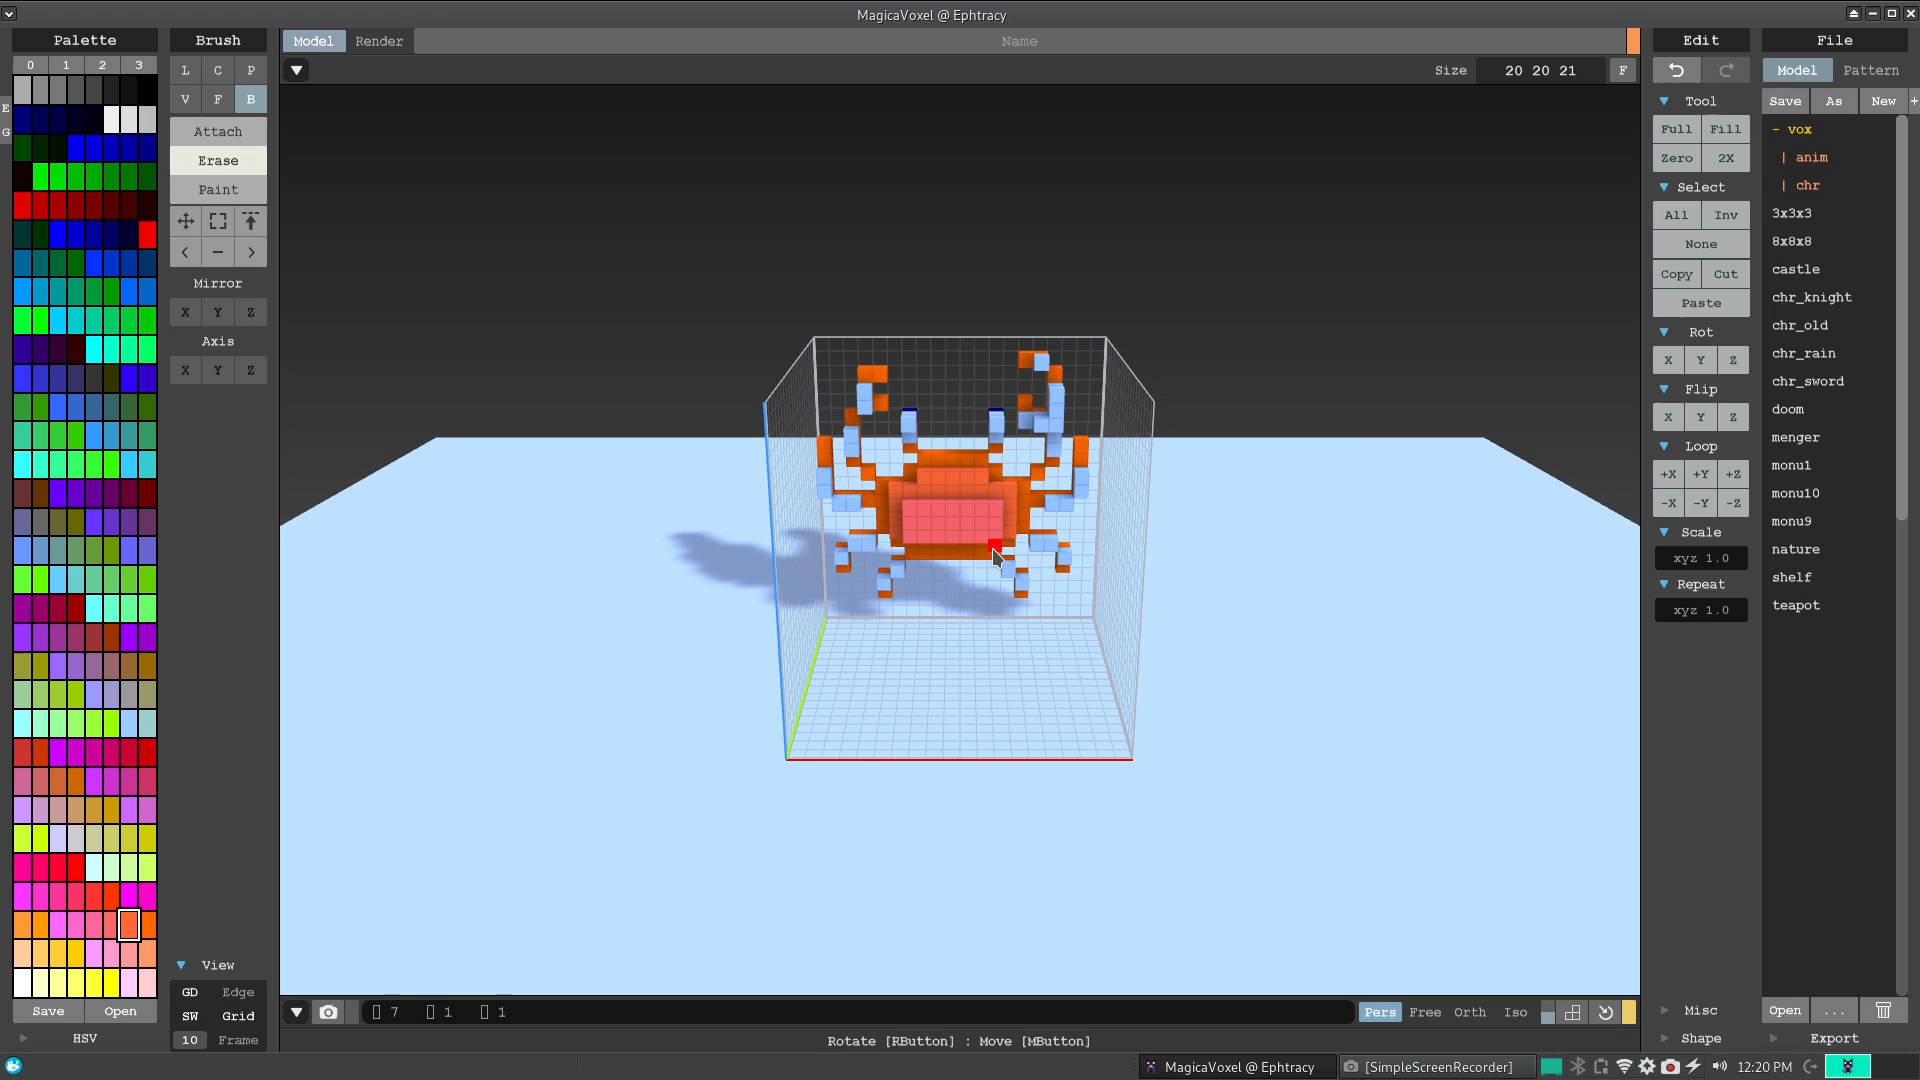 MagicaVoxel @ Ephtracy
Palette
0 1 2 3
E
G
Save Open
HSV
Brush
L C P
V F B
Attach
Erase
Paint
< − >
Mirror
X Y Z
Axis
X Y Z
View
GD Edge
SW Grid
10 Frame
Model Render Name
Size 20 20 21 F
7 1 1
Pers Free Orth Iso
Rotate [RButton] : Move [MButton]
Edit
Tool
Full Fill
Zero 2X
Select
All Inv
None
Copy Cut
Paste
Rot
X Y Z
Flip
X Y Z
Loop
+X +Y +Z
-X -Y -Z
Scale
xyz 1.0
Repeat
xyz 1.0
Misc
Shape
File
Model Pattern
Save As New +
- vox
| anim
| chr
3x3x3
8x8x8
castle
chr_knight
chr_old
chr_rain
chr_sword
doom
menger
monu1
monu10
monu9
nature
shelf
teapot
Open ...
Export
MagicaVoxel @ Ephtracy
[SimpleScreenRecorder]
12:20 PM